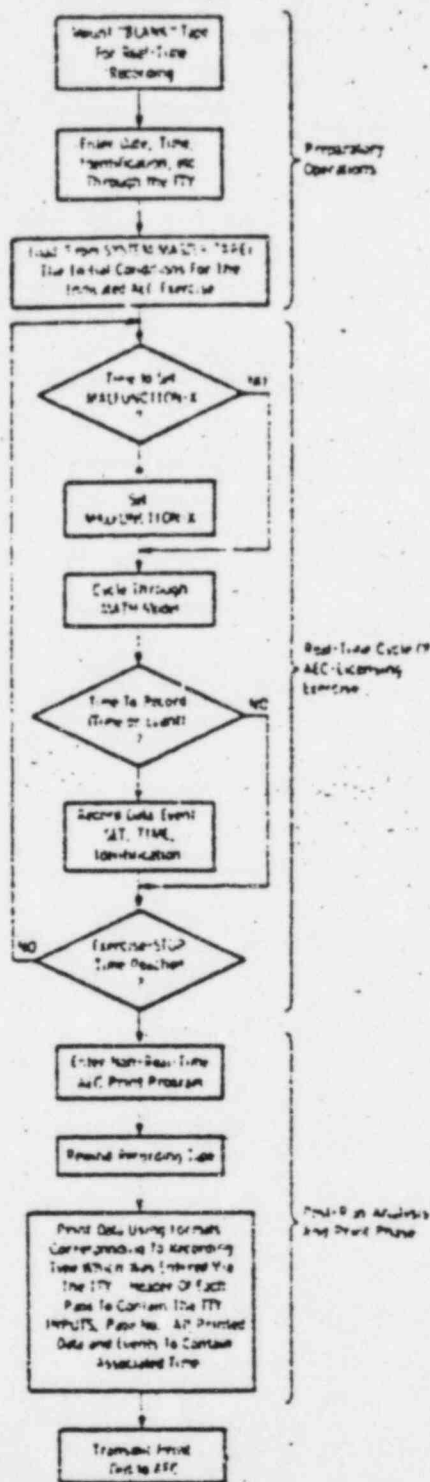 Mount "BLANK" Tape
For Real-Time
Recording
Enter Date, Time,
Identification, etc
Through the TTY
Preparatory
Operations
From SYSTEM MASTER TAPE
The Initial Conditions For The
Indicated AEC Exercise
Time to Set
MALFUNCTION-X
?
Set
MALFUNCTION-X
Cycle Through
MATH Model
Real-Time Cycle
AEC-Licensing
Exercise
Time To Record
(Time or Event)
?
NO
Record Data Event
SET, TIME,
Identification
NO
Exercise-STOP
Time Reached
?
Enter Non-Real-Time
AEC Print Program
Rewind Recording Tape
Post-Run Analysis
And Print Phase
Print Data Using Formats
Corresponding To Recording
Which Was Entered Via
The TTY Header Of Each
Page To Contain The TTY
INPUTS, Page No. All Printed
Data and Events To Contain
Associated Time
Transmit Print
Out to AEC